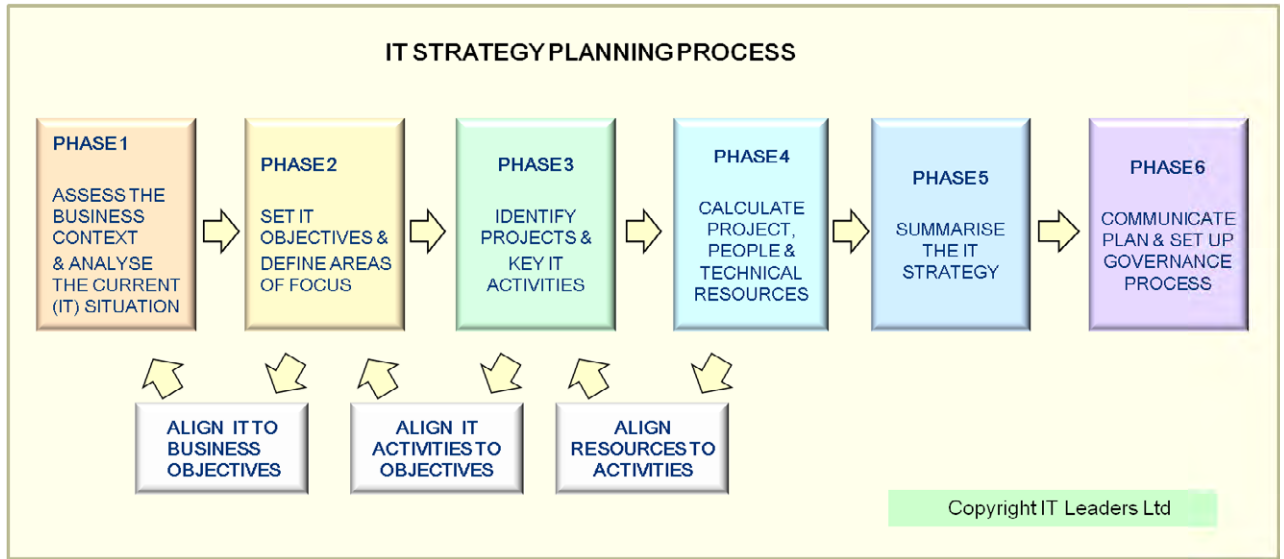 IT STRATEGY PLANNING PROCESS
PHASE 1
ASSESS THE
BUSINESS
CONTEXT
& ANALYSE
THE CURRENT
(IT) SITUATION
PHASE 2
SET IT
OBJECTIVES &
DEFINE AREAS
OF FOCUS
PHASE 3
IDENTIFY
PROJECTS &
KEY IT
ACTIVITIES
PHASE 4
CALCULATE
PROJECT,
PEOPLE &
TECHNICAL
RESOURCES
PHASE 5
SUMMARISE
THE IT
STRATEGY
PHASE 6
COMMUNICATE
PLAN & SET UP
GOVERNANCE
PROCESS
ALIGN IT TO
BUSINESS
OBJECTIVES
ALIGN IT
ACTIVITIES TO
OBJECTIVES
ALIGN
RESOURCES TO
ACTIVITIES
Copyright IT Leaders Ltd